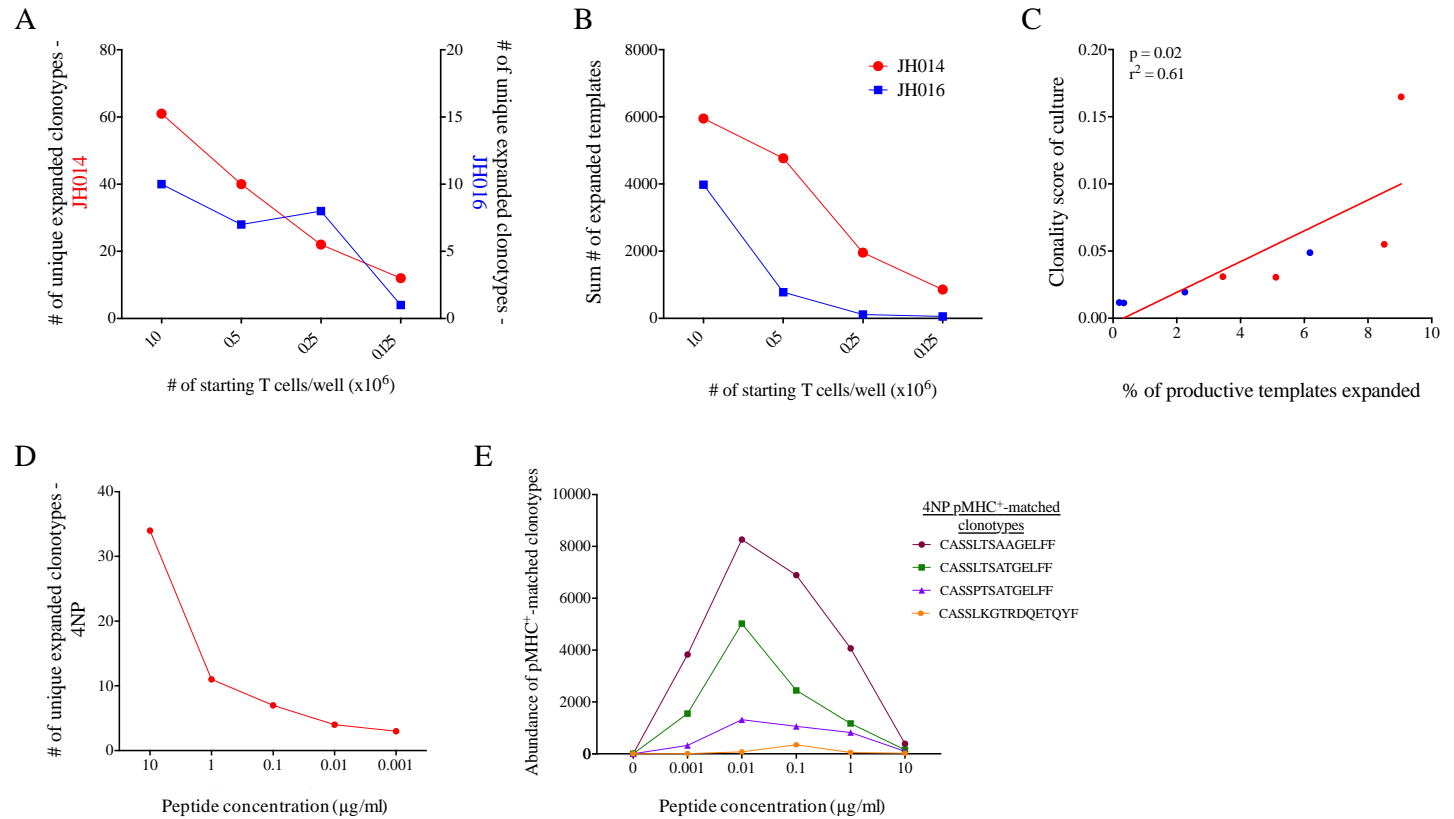 A
# of unique expanded clonotypes -
JH014
80
60
40
20
0
20
15
10
5
0
# of unique expanded clonotypes -
JH016
1.0
0.5
0.25
0.125
# of starting T cells/well (x10⁶)
B
Sum # of expanded templates
8000
6000
4000
2000
0
JH014
JH016
1.0
0.5
0.25
0.125
# of starting T cells/well (x10⁶)
C
Clonality score of culture
0.20
0.15
0.10
0.05
0.00
p = 0.02
r² = 0.61
0
2
4
6
8
10
% of productive templates expanded
D
# of unique expanded clonotypes -
4NP
40
30
20
10
0
10
1
0.1
0.01
0.001
Peptide concentration (µg/ml)
E
Abundance of pMHC⁺-matched clonotypes
10000
8000
6000
4000
2000
0
0
0.001
0.01
0.1
1
10
Peptide concentration (µg/ml)
4NP pMHC⁺-matched
clonotypes
CASSLTSAAGELFF
CASSLTSATGELFF
CASSPTSATGELFF
CASSLKGTRDQETQYF